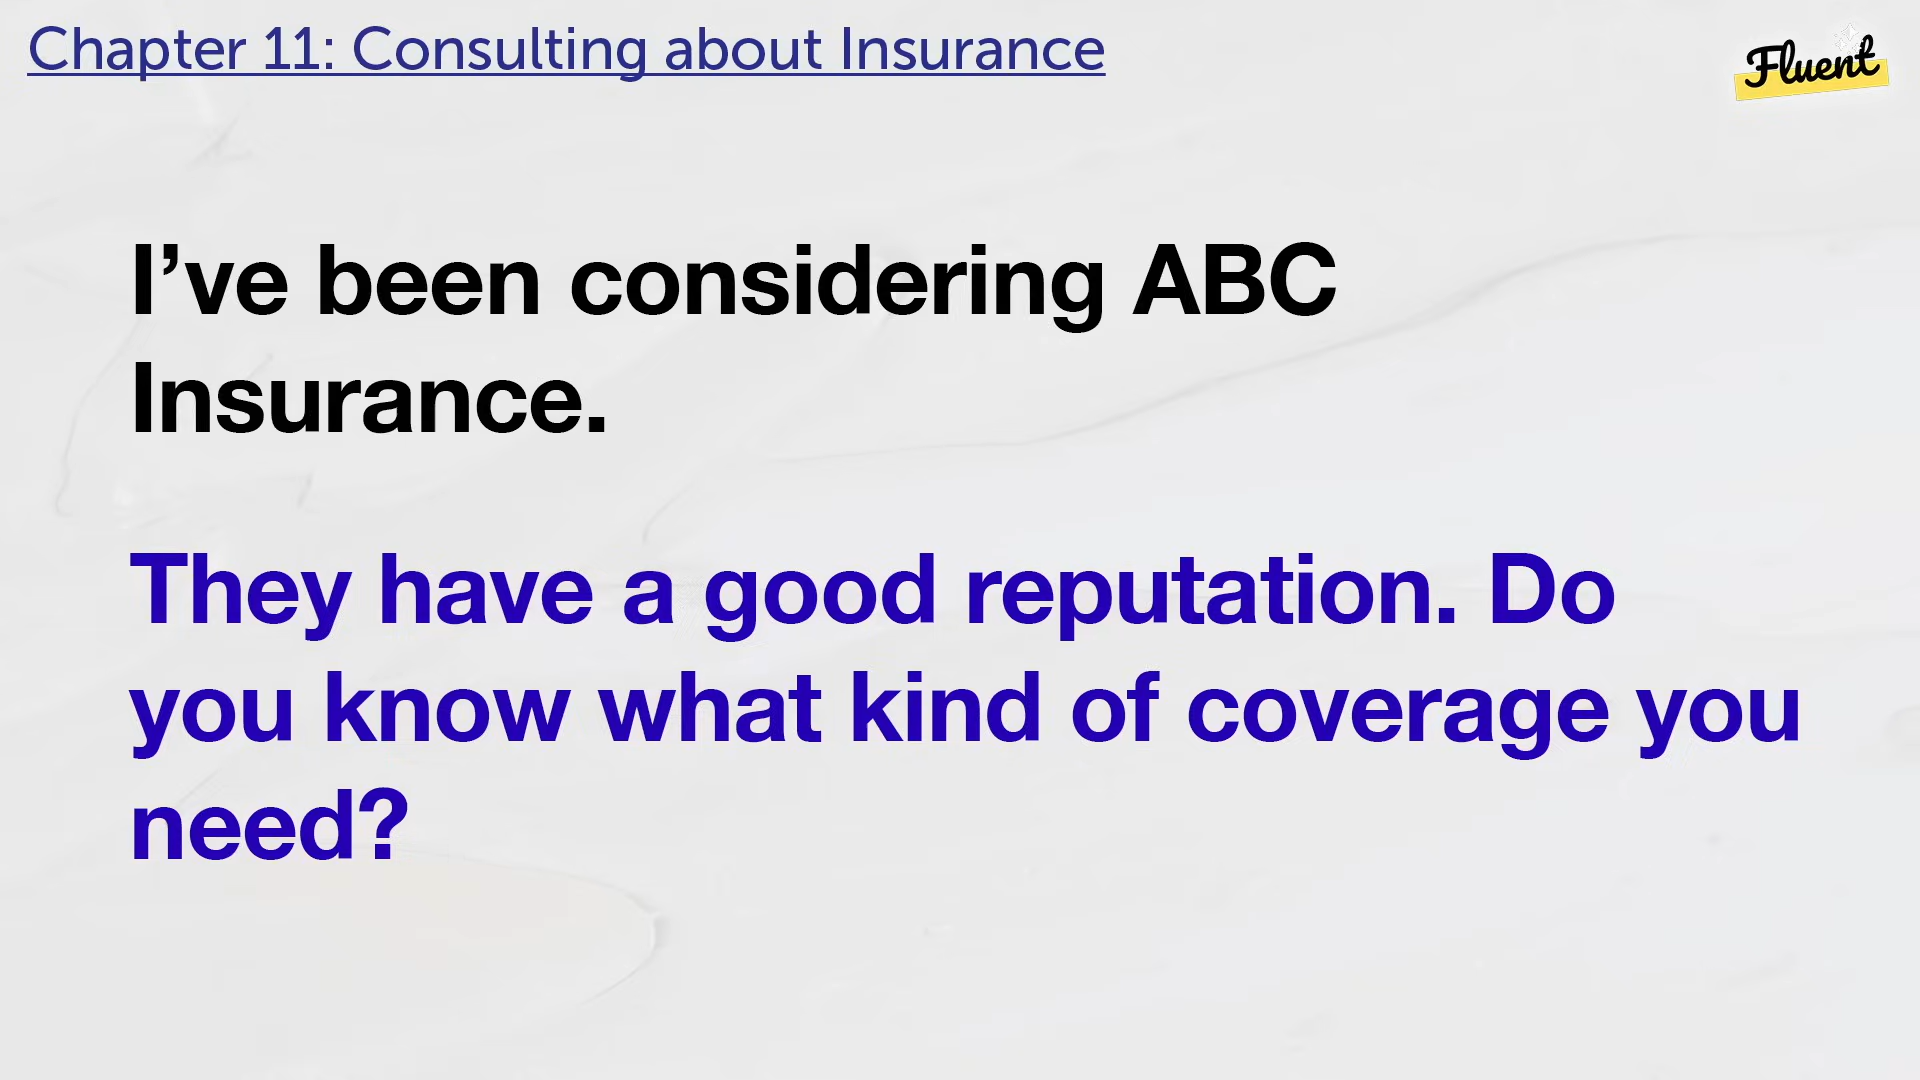 Chapter 11: Consulting about Insurance
Fluent
I’ve been considering ABC
Insurance.
They have a good reputation. Do
you know what kind of coverage you
need?